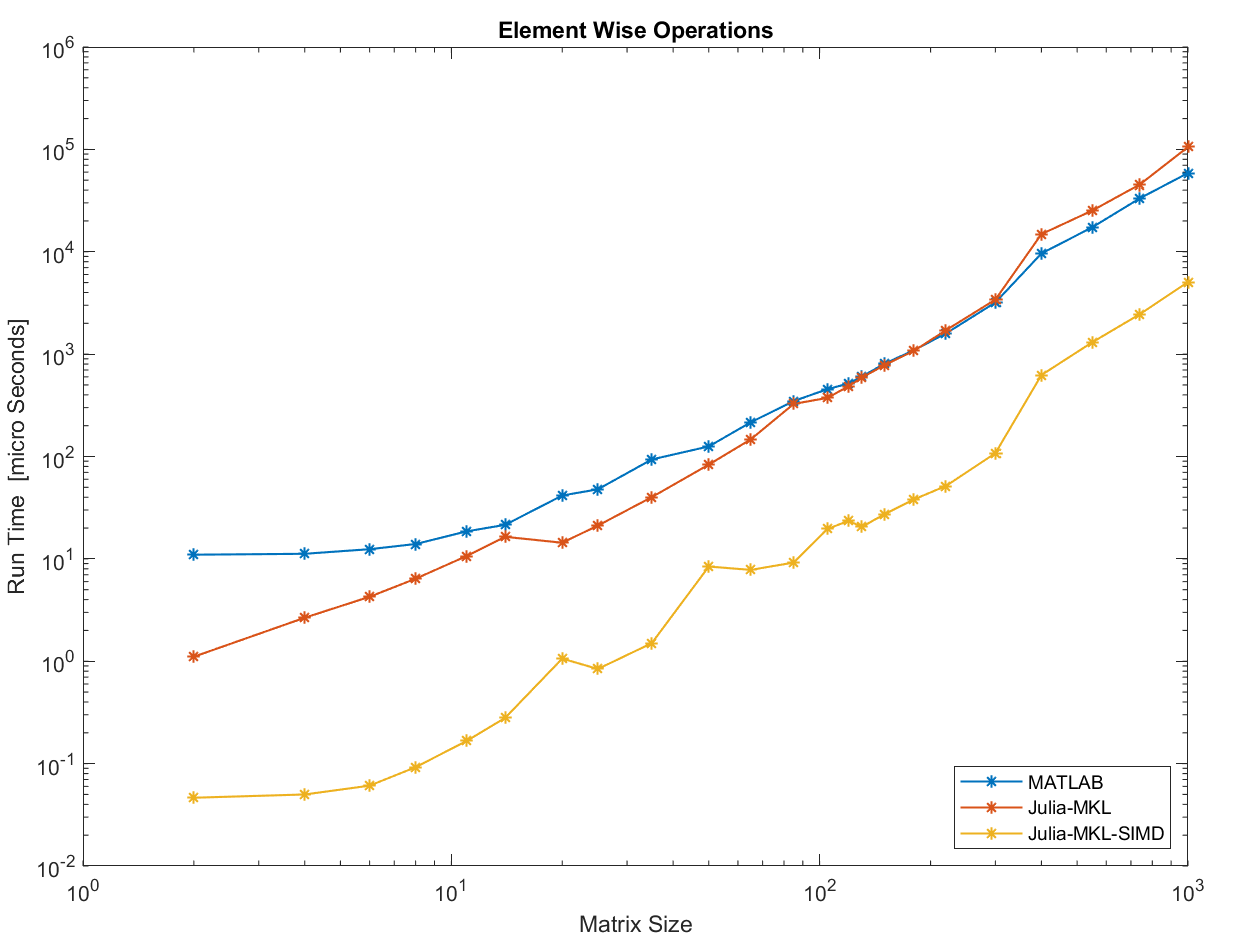 Element Wise Operations
10^6
10^5
10^4
10^3
10^2
10^1
10^0
10^-1
10^-2
Run Time [micro Seconds]
10^0 10^1 10^2 10^3
Matrix Size
MATLAB
Julia-MKL
Julia-MKL-SIMD